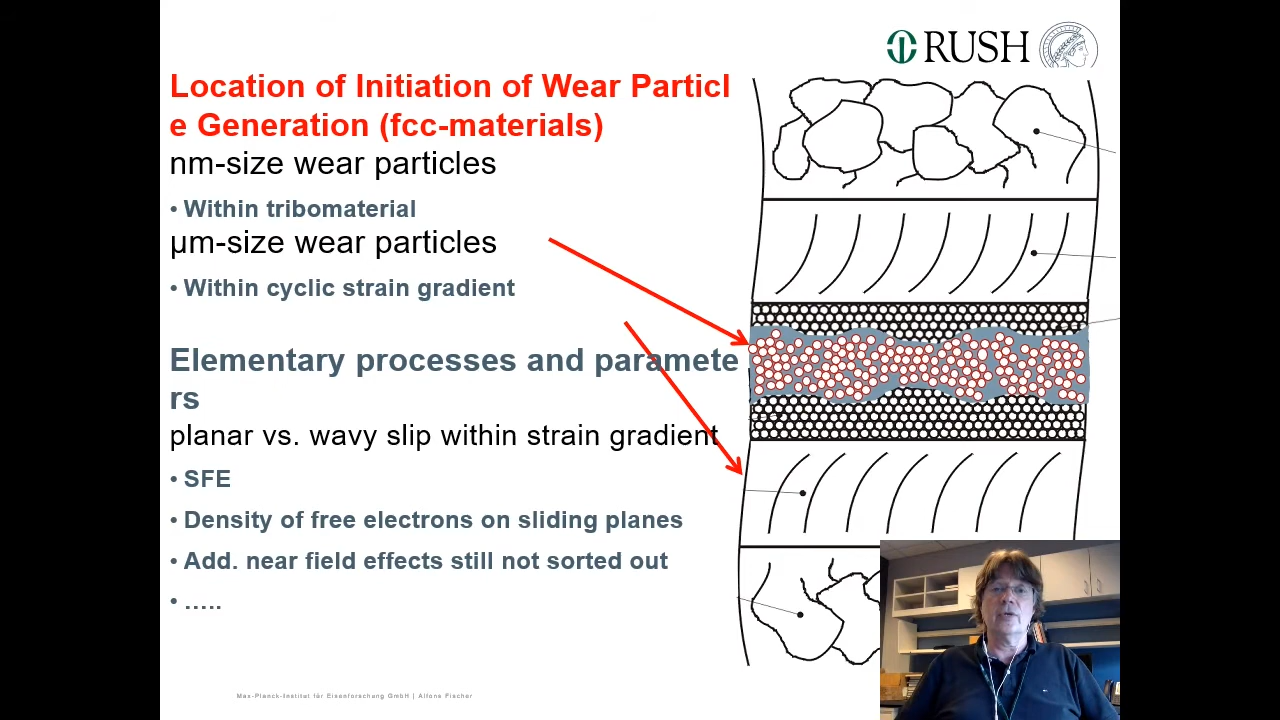 RUSH
Location of Initiation of Wear Particl
e Generation (fcc-materials)
nm-size wear particles
• Within tribomaterial
µm-size wear particles
• Within cyclic strain gradient
Elementary processes and paramete
rs
planar vs. wavy slip within strain gradient
• SFE
• Density of free electrons on sliding planes
• Add. near field effects still not sorted out
• …..
Max-Planck-Institut für Eisenforschung GmbH | Alfons Fischer